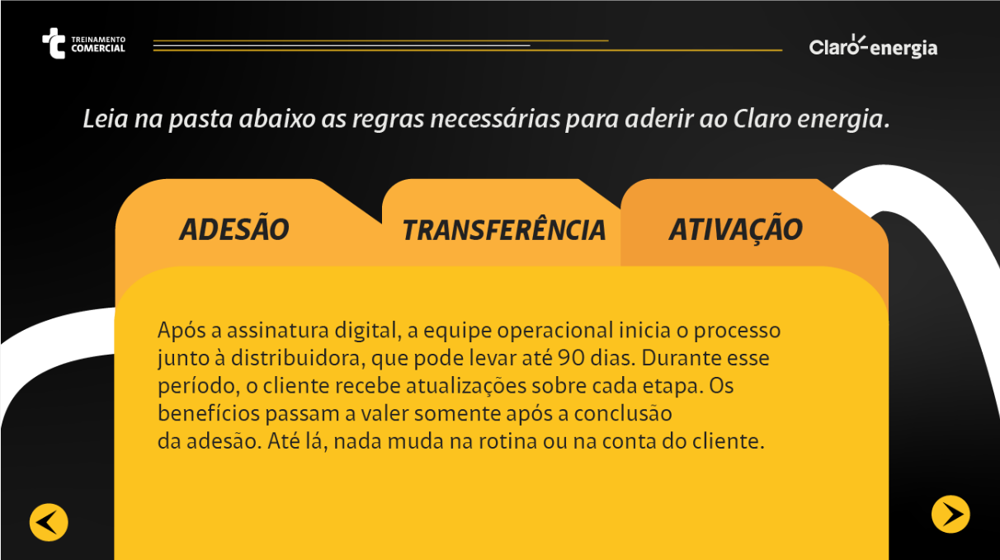 TREINAMENTO
COMERCIAL
Claro energia
Leia na pasta abaixo as regras necessárias para aderir ao Claro energia.
ADESÃO
TRANSFERÊNCIA
ATIVAÇÃO
Após a assinatura digital, a equipe operacional inicia o processo
junto à distribuidora, que pode levar até 90 dias. Durante esse
período, o cliente recebe atualizações sobre cada etapa. Os
benefícios passam a valer somente após a conclusão
da adesão. Até lá, nada muda na rotina ou na conta do cliente.